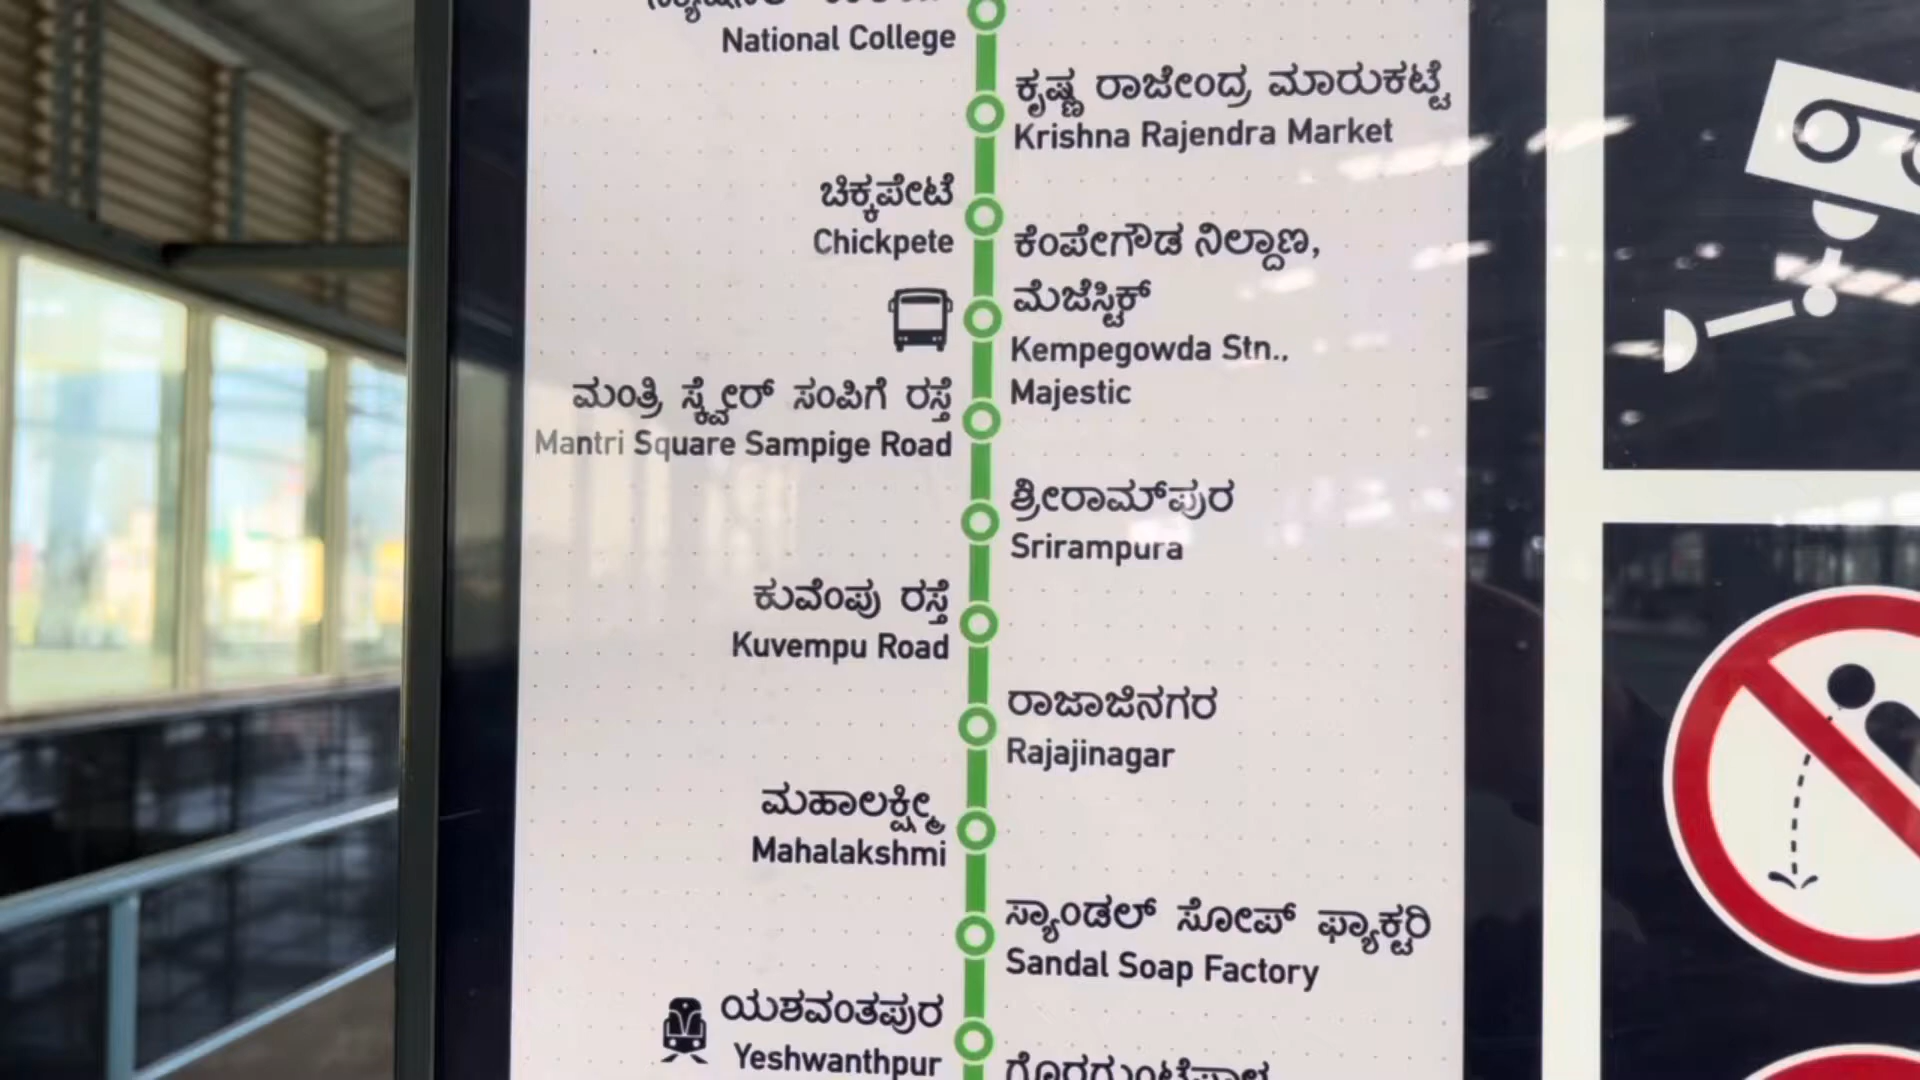 National College
ಕೃಷ್ಣ ರಾಜೇಂದ್ರ ಮಾರುಕಟ್ಟೆ
Krishna Rajendra Market
ಚಿಕ್ಕಪೇಟೆ
Chickpete
ಕೆಂಪೇಗೌಡ ನಿಲ್ದಾಣ,
ಮೆಜೆಸ್ಟಿಕ್
Kempegowda Stn.,
Majestic
ಮಂತ್ರಿ ಸ್ಕ್ವೇರ್ ಸಂಪಿಗೆ ರಸ್ತೆ
Mantri Square Sampige Road
ಶ್ರೀರಾಮ್‌ಪುರ
Srirampura
ಕುವೆಂಪು ರಸ್ತೆ
Kuvempu Road
ರಾಜಾಜಿನಗರ
Rajajinagar
ಮಹಾಲಕ್ಷ್ಮೀ
Mahalakshmi
ಸ್ಯಾಂಡಲ್ ಸೋಪ್ ಫ್ಯಾಕ್ಟರಿ
Sandal Soap Factory
ಯಶವಂತಪುರ
Yeshwanthpur